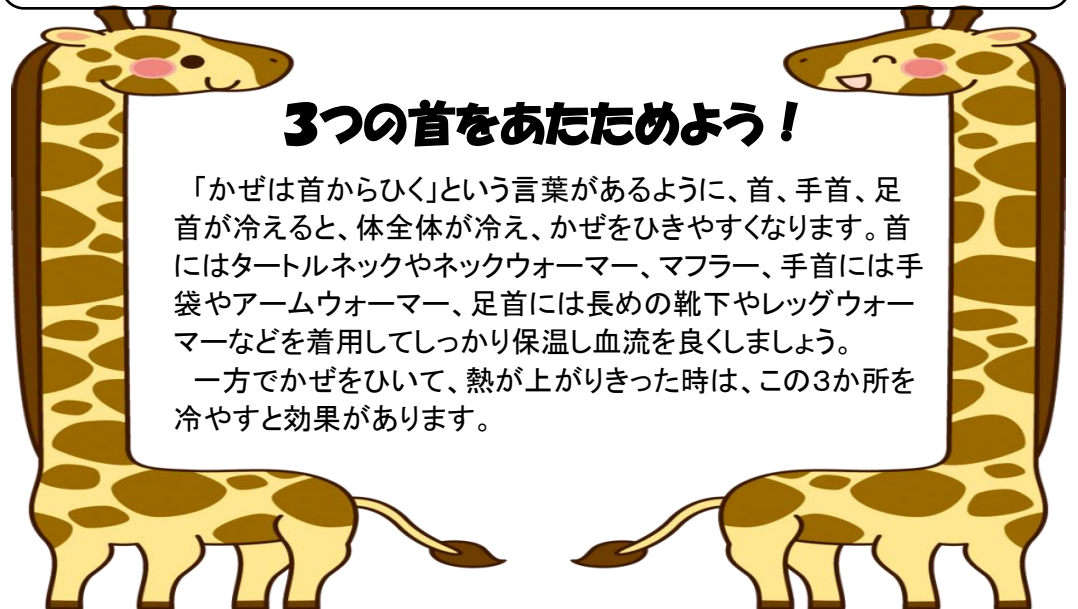 3つの首をあたためよう！
「かぜは首からひく」という言葉があるように、首、手首、足
首が冷えると、体全体が冷え、かぜをひきやすくなります。首
にはタートルネックやネックウォーマー、マフラー、手首には手
袋やアームウォーマー、足首には長めの靴下やレッグウォー
マーなどを着用してしっかり保温し血流を良くしましょう。
一方でかぜをひいて、熱が上がりきった時は、この3か所を
冷やすと効果があります。